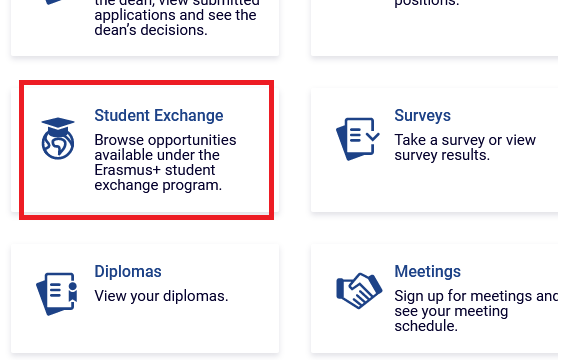 the dean, view submitted
applications and see the
dean's decisions.
positions.
Student Exchange
Browse opportunities
available under the
Erasmus+ student
exchange program.
Surveys
Take a survey or view
survey results.
Diplomas
View your diplomas.
Meetings
Sign up for meetings and
see your meeting
schedule.